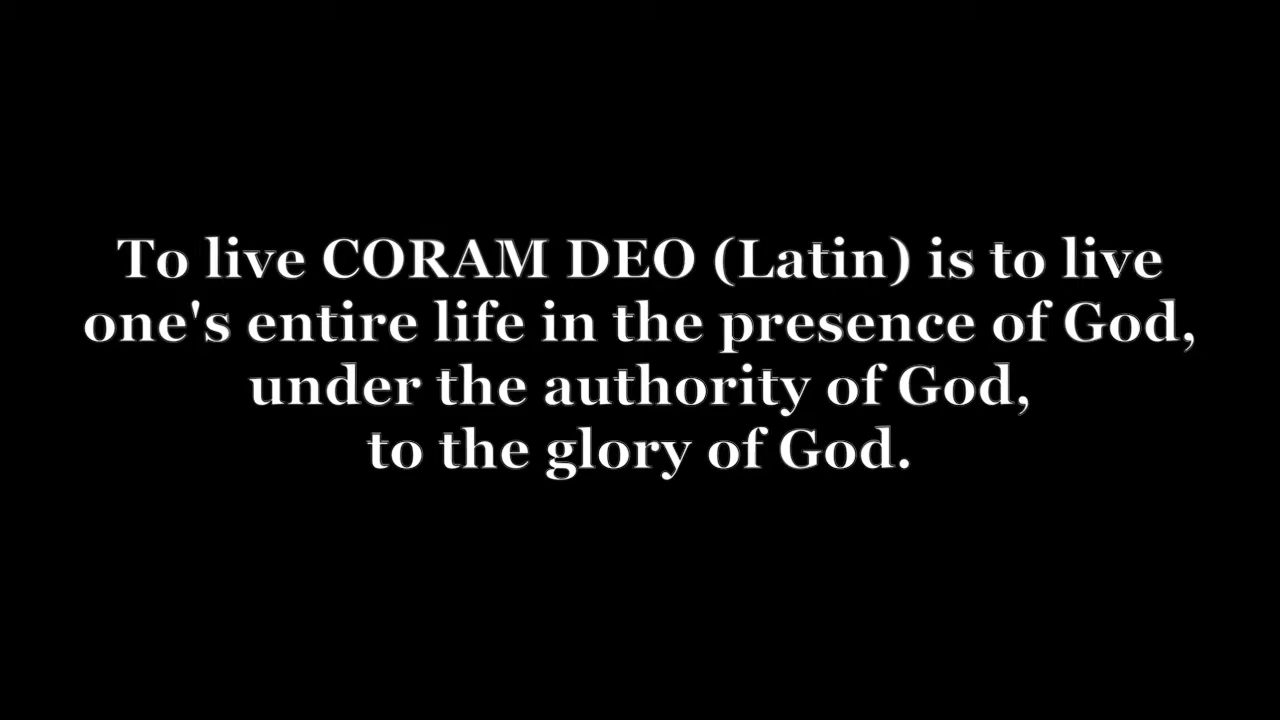 To live CORAM DEO (Latin) is to live
one's entire life in the presence of God,
under the authority of God,
to the glory of God.